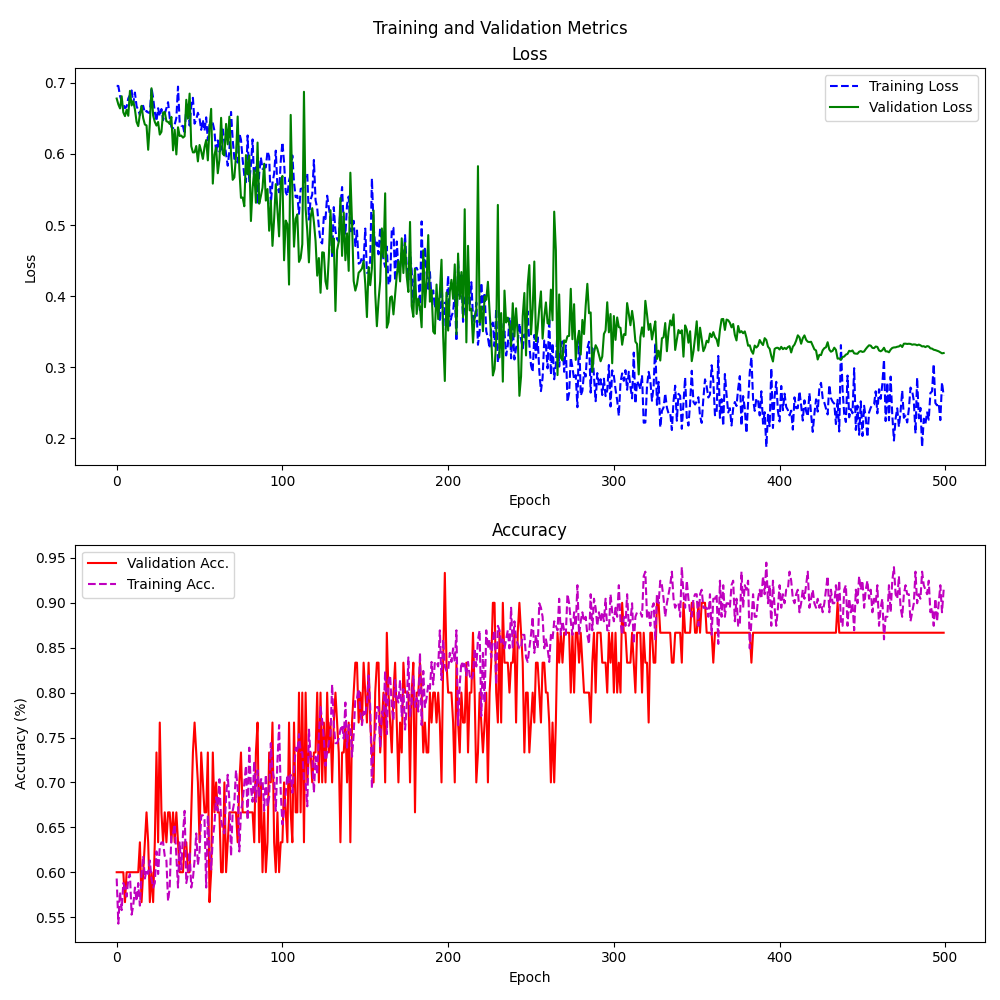 Training and Validation Metrics
Loss
Training Loss
Validation Loss
0.7
0.6
0.5
0.4
0.3
0.2
Loss
0 100 200 300 400 500
Epoch
Accuracy
Validation Acc.
Training Acc.
0.95
0.90
0.85
0.80
0.75
0.70
0.65
0.60
0.55
Accuracy (%)
0 100 200 300 400 500
Epoch